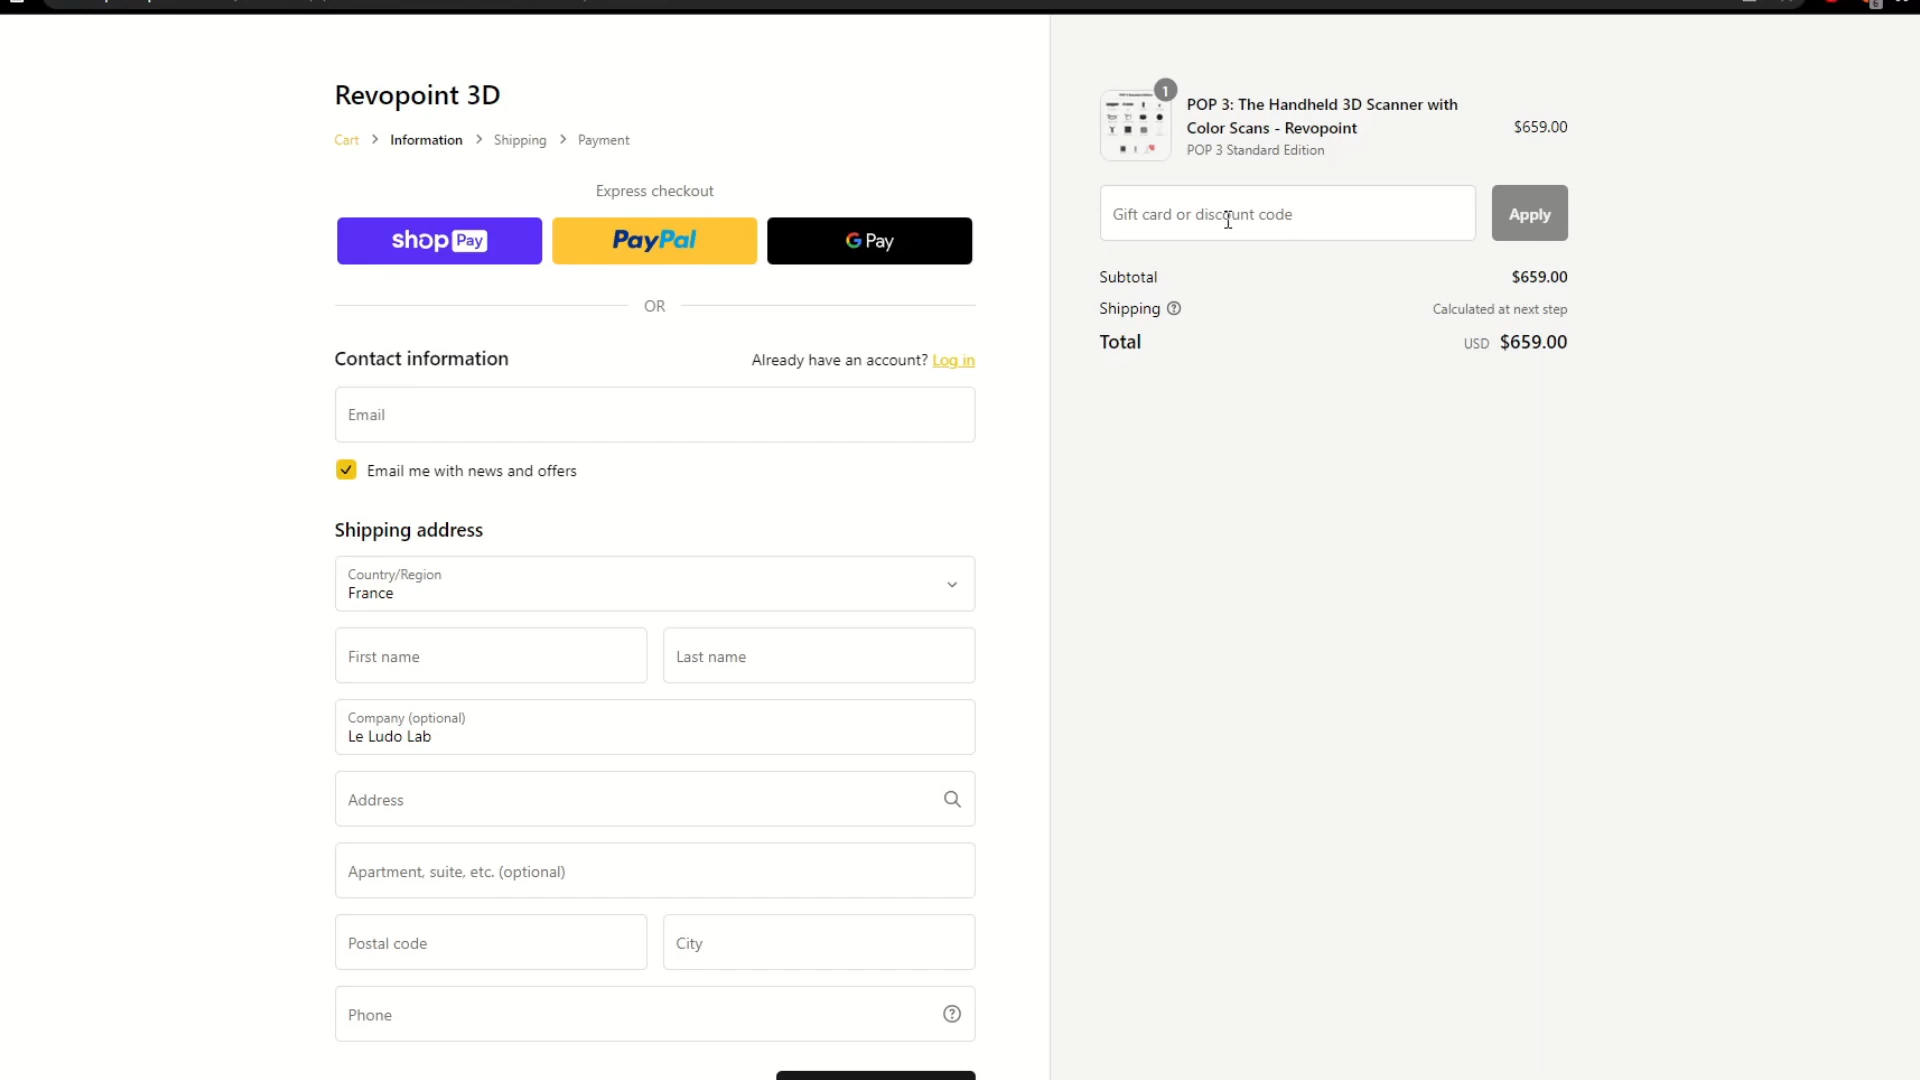 Revopoint 3D
Cart > Information > Shipping > Payment
Express checkout
shop Pay
PayPal
G Pay
OR
Contact information
Already have an account? Log in
Email
Email me with news and offers
Shipping address
Country/Region
France
First name
Last name
Company (optional)
Le Ludo Lab
Address
Apartment, suite, etc. (optional)
Postal code
City
Phone
1
POP 3: The Handheld 3D Scanner with
Color Scans - Revopoint
POP 3 Standard Edition
$659.00
Gift card or discount code
Apply
Subtotal
$659.00
Shipping
Calculated at next step
Total
USD $659.00